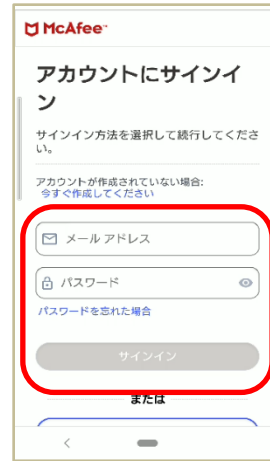 McAfee™
アカウントにサインイ
ン
サインイン方法を選択して続行してくださ
い。
アカウントが作成されていない場合:
今すぐ作成してください
メール アドレス
パスワード
パスワードを忘れた場合
サインイン
または